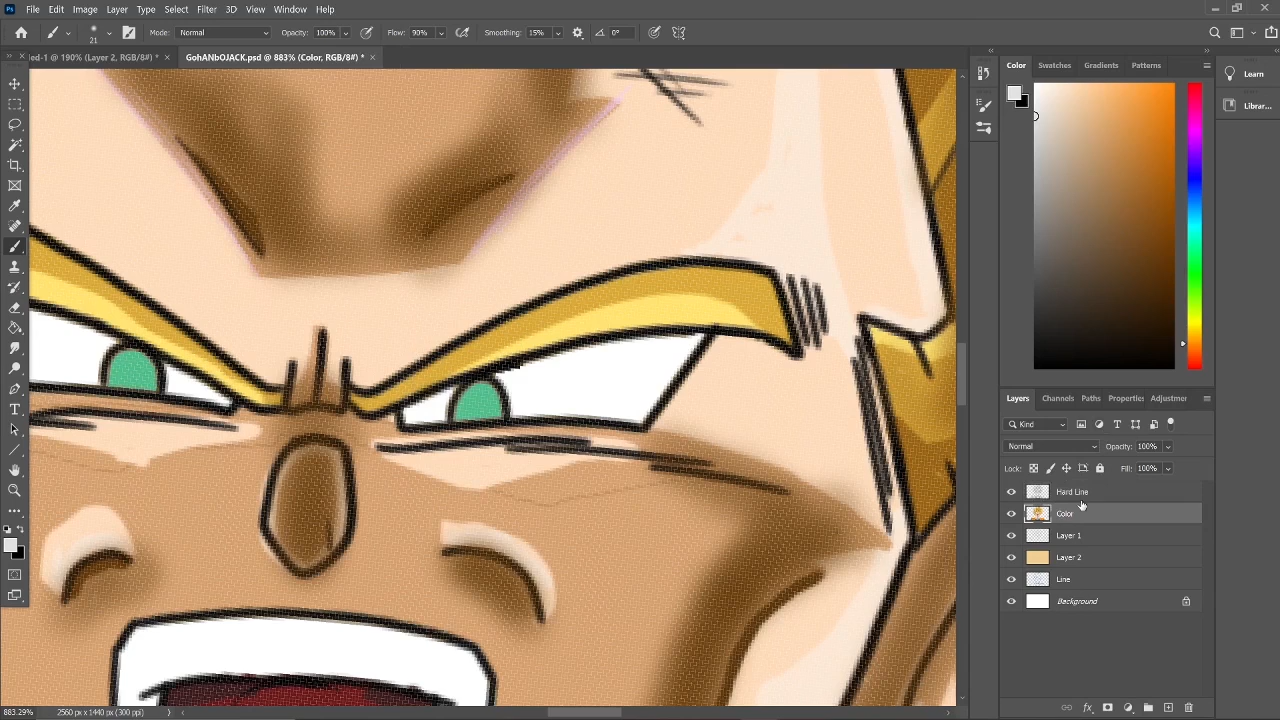 File Edit Image Layer Type Select Filter 3D View Window Help
21 Mode: Normal Opacity: 100% Flow: 90% Smoothing: 15% 0°
led-1 @ 190% (Layer 2, RGB/8#) * GohANbOJACK.psd @ 883% (Color, RGB/8#) *
Color Swatches Gradients Patterns
Learn
Librar...
Layers Channels Paths Properties Adjustmer
Kind
Normal Opacity: 100%
Lock: Fill: 100%
Hard Line
Color
Layer 1
Layer 2
Line
Background
883.29% 2560 px x 1440 px (300 ppi)